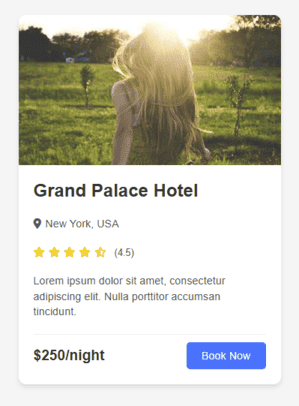 Grand Palace Hotel
New York, USA
(4.5)
Lorem ipsum dolor sit amet, consectetur
adipiscing elit. Nulla porttitor accumsan
tincidunt.
$250/night
Book Now